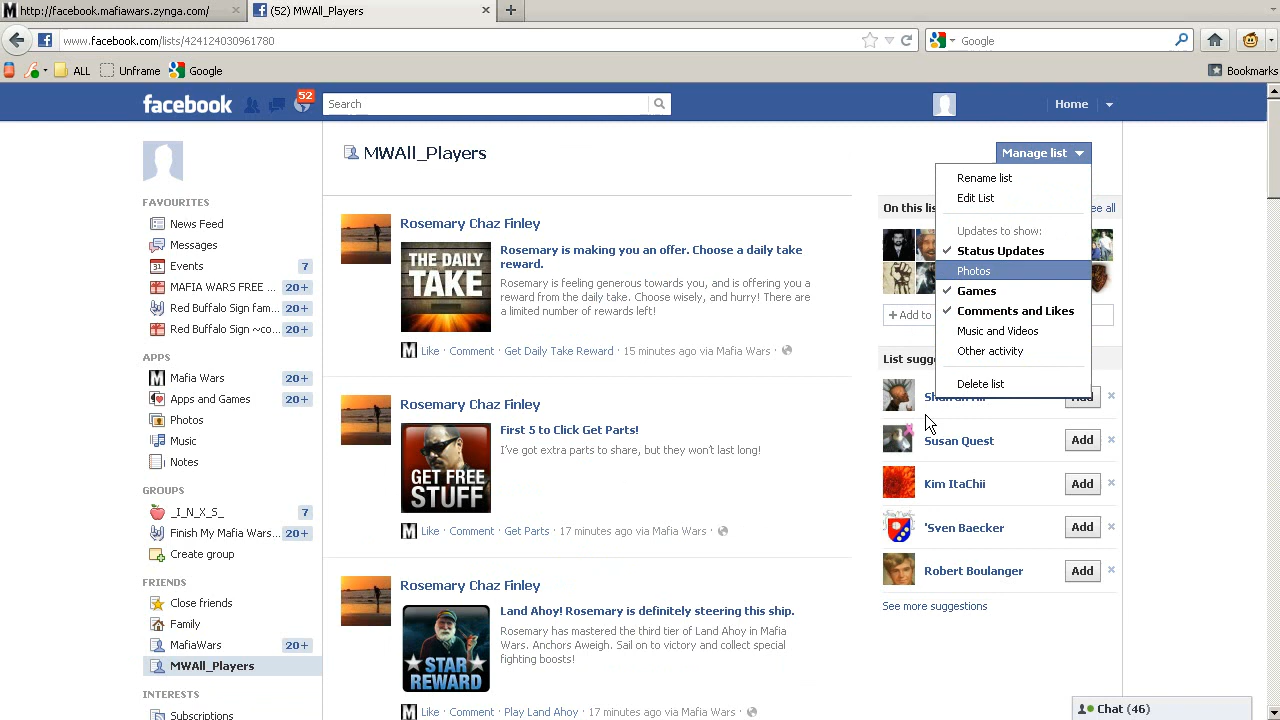 http://facebook.mafiawars.zynga.com/
(52) MWAll_Players
www.facebook.com/lists/424124030961780
Google
ALL
Unframe
Google
Bookmarks
facebook
52
Search
Home
MWAll_Players
Manage list
Rename list
Edit List
Updates to show:
Status Updates
Photos
Games
Comments and Likes
Music and Videos
Other activity
Delete list
FAVOURITES
News Feed
Messages
Events 7
MAFIA WARS FREE ... 20+
Red Buffalo Sign fam... 20+
Red Buffalo Sign ~co... 20+
APPS
Mafia Wars 20+
Apps and Games 20+
Photos
Music
Notes
GROUPS
_I_N_X_S_ 7
Firmly Mafia Wars... 20+
Create group
FRIENDS
Close friends
Family
MafiaWars 20+
MWAll_Players
INTERESTS
Subscriptions
Rosemary Chaz Finley
THE DAILY
TAKE
Rosemary is making you an offer. Choose a daily take
reward.
Rosemary is feeling generous towards you, and is offering you a
reward from the daily take. Choose wisely, and hurry! There are
a limited number of rewards left!
Like · Comment · Get Daily Take Reward · 15 minutes ago via Mafia Wars ·
Rosemary Chaz Finley
GET FREE
STUFF
First 5 to Click Get Parts!
I've got extra parts to share, but they won't last long!
Like · Comment · Get Parts · 17 minutes ago via Mafia Wars ·
Rosemary Chaz Finley
STAR
REWARD
Land Ahoy! Rosemary is definitely steering this ship.
Rosemary has mastered the third tier of Land Ahoy in Mafia
Wars. Anchors Aweigh. Sail on to victory and collect special
fighting boosts!
Like · Comment · Play Land Ahoy · 17 minutes ago via Mafia Wars ·
On this lis
ee all
+ Add to
List sugge
Add
Susan Quest
Add
Kim ItaChii
Add
'Sven Baecker
Add
Robert Boulanger
Add
See more suggestions
Chat (46)